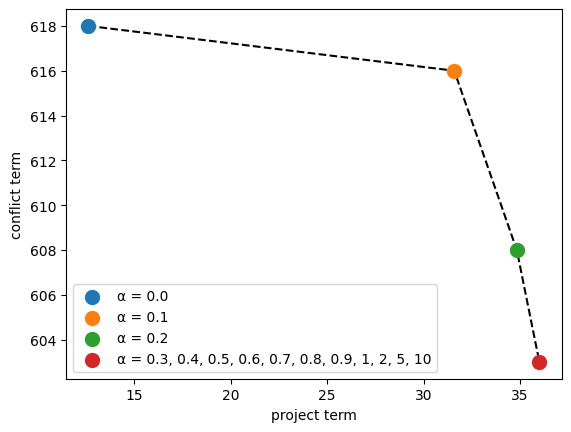 618
616
614
612
610
608
606
604
conflict term
α = 0.0
α = 0.1
α = 0.2
α = 0.3, 0.4, 0.5, 0.6, 0.7, 0.8, 0.9, 1, 2, 5, 10
15 20 25 30 35
project term